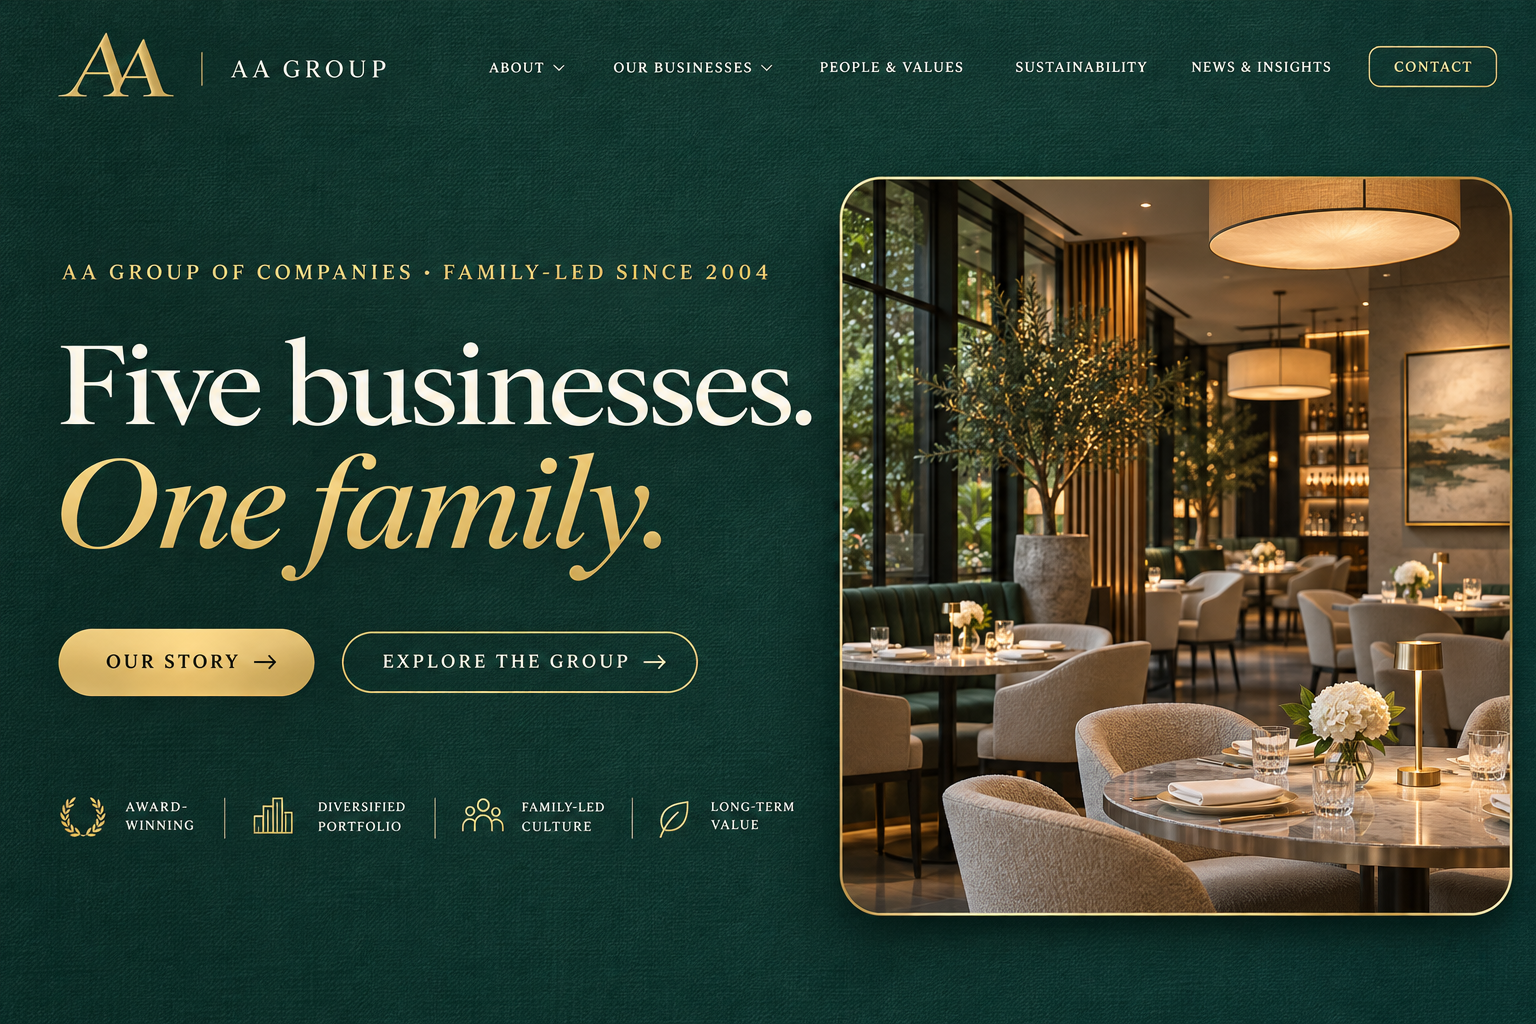 AA
AA GROUP
ABOUT
OUR BUSINESSES
PEOPLE & VALUES
SUSTAINABILITY
NEWS & INSIGHTS
CONTACT
AA GROUP OF COMPANIES • FAMILY-LED SINCE 2004
Five businesses.
One family.
OUR STORY →
EXPLORE THE GROUP →
AWARD-
WINNING
DIVERSIFIED
PORTFOLIO
FAMILY-LED
CULTURE
LONG-TERM
VALUE